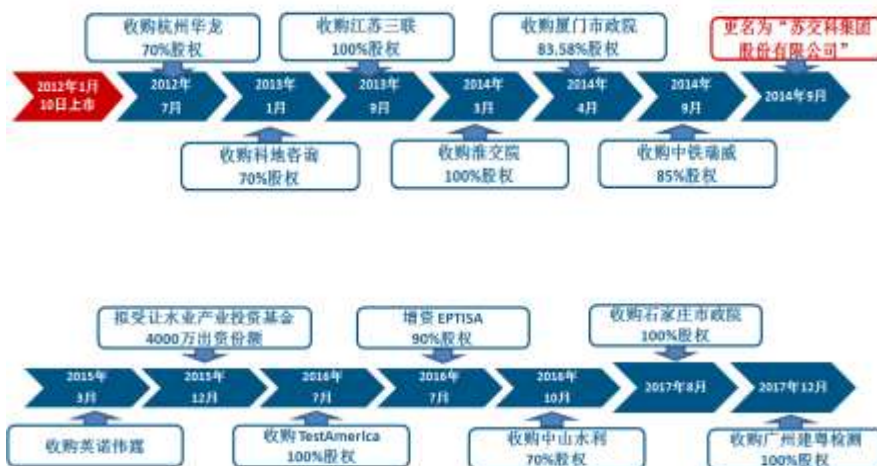 收购杭州华龙
70%股权
收购江苏三联
100%股权
收购厦门市政院
83.58%股权
更名为“苏交科集团
股份有限公司”
2012年1月
10日上市
2012年
7月
2013年
1月
2013年
9月
2014年
3月
2014年
4月
2014年
9月
2014年9月
收购科地咨询
70%股权
收购淮交院
100%股权
收购中铁瑞威
85%股权
拟受让水业产业投资基金
4000万出资份额
增资 EPTISA
90%股权
收购石家庄市政院
100%股权
2015年
3月
2015年
12月
2016年
7月
2016年
7月
2016年
10月
2017年8月
2017年12月
收购英诺伟霆
收购 TestAmerica
100%股权
收购中山水利
70%股权
收购广州建粤检测
100%股权